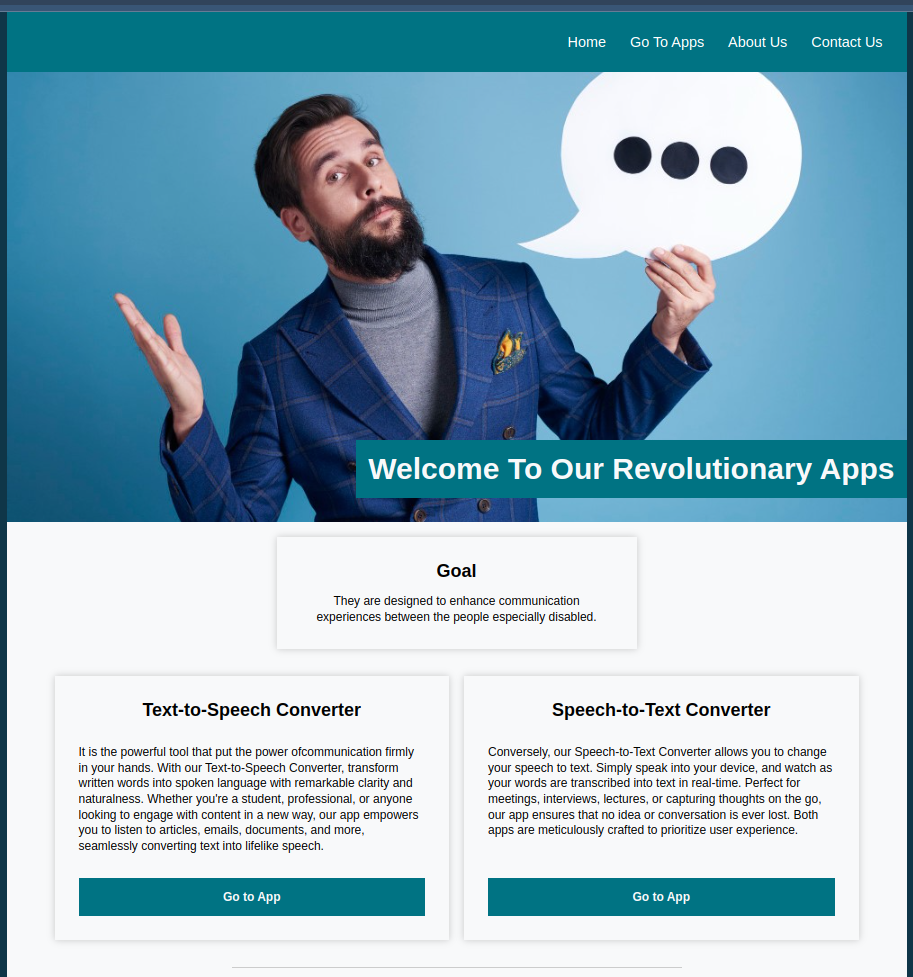 Home Go To Apps About Us Contact Us
Welcome To Our Revolutionary Apps
Goal
They are designed to enhance communication
experiences between the people especially disabled.
Text-to-Speech Converter
It is the powerful tool that put the power ofcommunication firmly
in your hands. With our Text-to-Speech Converter, transform
written words into spoken language with remarkable clarity and
naturalness. Whether you're a student, professional, or anyone
looking to engage with content in a new way, our app empowers
you to listen to articles, emails, documents, and more,
seamlessly converting text into lifelike speech.
Go to App
Speech-to-Text Converter
Conversely, our Speech-to-Text Converter allows you to change
your speech to text. Simply speak into your device, and watch as
your words are transcribed into text in real-time. Perfect for
meetings, interviews, lectures, or capturing thoughts on the go,
our app ensures that no idea or conversation is ever lost. Both
apps are meticulously crafted to prioritize user experience.
Go to App